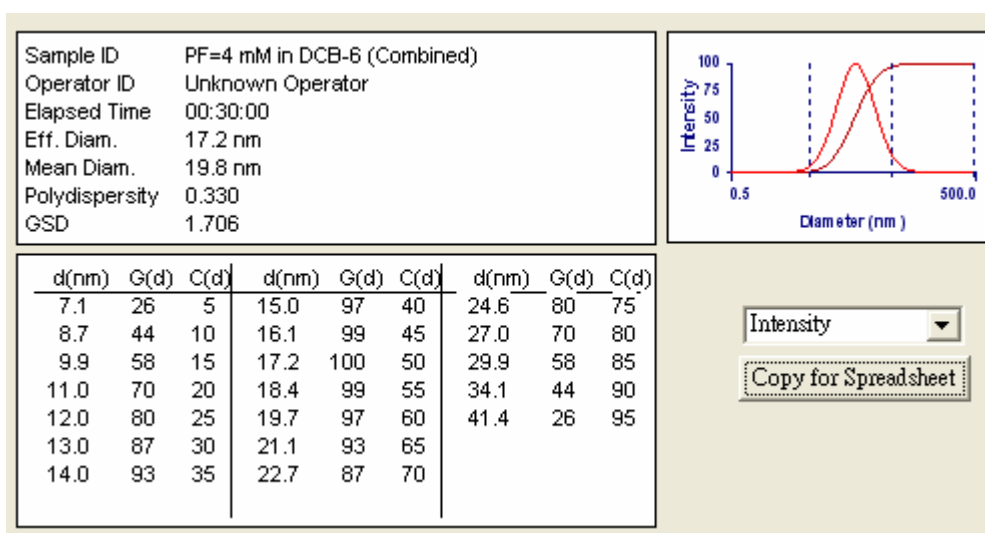 Sample ID PF=4 mM in DCB-6 (Combined)
Operator ID Unknown Operator
Elapsed Time 00:30:00
Eff. Diam. 17.2 nm
Mean Diam. 19.8 nm
Polydispersity 0.330
GSD 1.706
100
75
50
25
0
Intensity
0.5 500.0
Diameter (nm )
d(nm) G(d) C(d) d(nm) G(d) C(d) d(nm) G(d) C(d)
7.1 26 5 15.0 97 40 24.6 80 75
8.7 44 10 16.1 99 45 27.0 70 80
9.9 58 15 17.2 100 50 29.9 58 85
11.0 70 20 18.4 99 55 34.1 44 90
12.0 80 25 19.7 97 60 41.4 26 95
13.0 87 30 21.1 93 65
14.0 93 35 22.7 87 70
Intensity
Copy for Spreadsheet